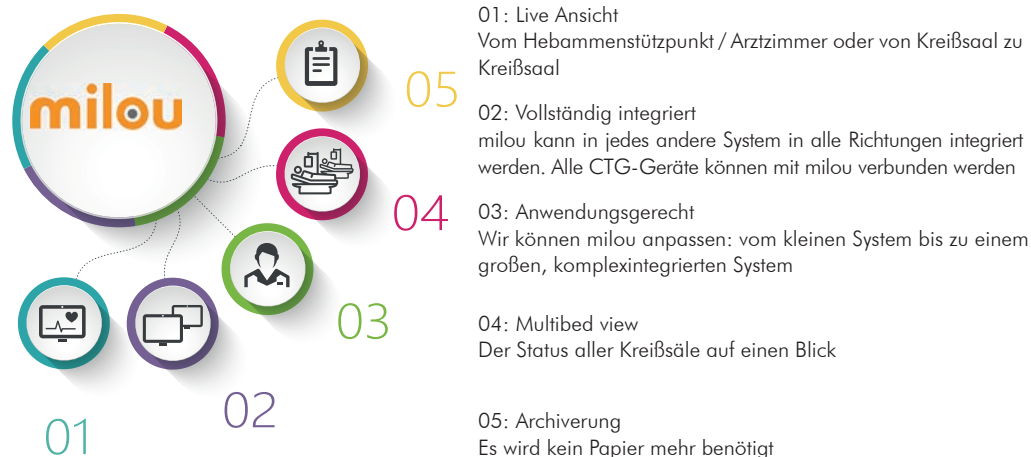 milou
05
04
03
02
01
01: Live Ansicht
Vom Hebammenstützpunkt / Arztzimmer oder von Kreißsaal zu
Kreißsaal
02: Vollständig integriert
milou kann in jedes andere System in alle Richtungen integriert
werden. Alle CTG-Geräte können mit milou verbunden werden
03: Anwendungsgerecht
Wir können milou anpassen: vom kleinen System bis zu einem
großen, komplexintegrierten System
04: Multibed view
Der Status aller Kreißsäle auf einen Blick
05: Archiverung
Es wird kein Papier mehr benötigt